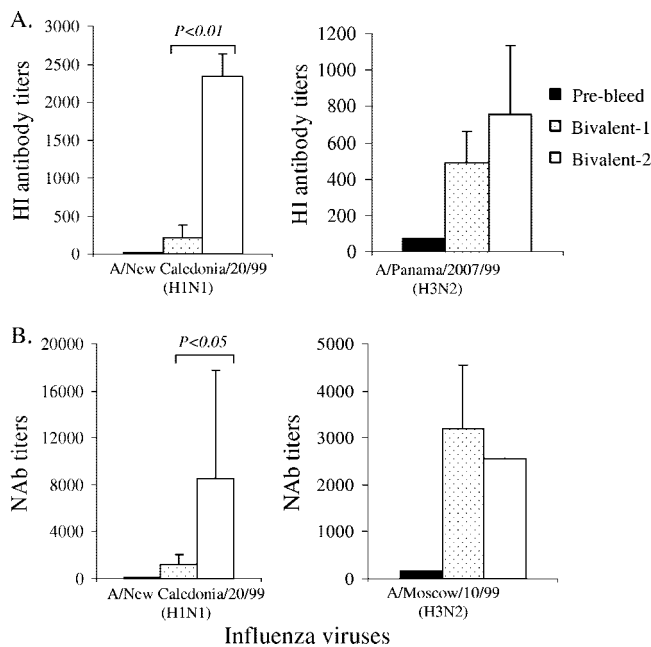 A.
P<0.01
HI antibody titers
3000
2500
2000
1500
1000
500
0
A/New Caledonia/20/99
(H1N1)
HI antibody titers
1200
1000
800
600
400
200
0
A/Panama/2007/99
(H3N2)
Pre-bleed
Bivalent-1
Bivalent-2
B.
P<0.05
NAb titers
20000
16000
12000
8000
4000
0
A/New Caledonia/20/99
(H1N1)
NAb titers
5000
4000
3000
2000
1000
0
A/Moscow/10/99
(H3N2)
Influenza viruses